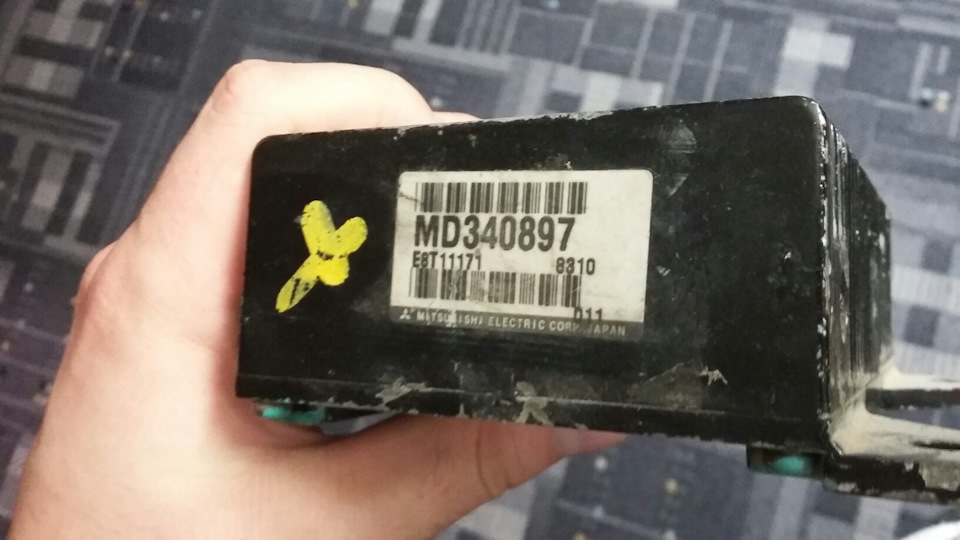 MD340897
E8T11171 8310
D11
MITSUBISHI ELECTRIC CORP. JAPAN